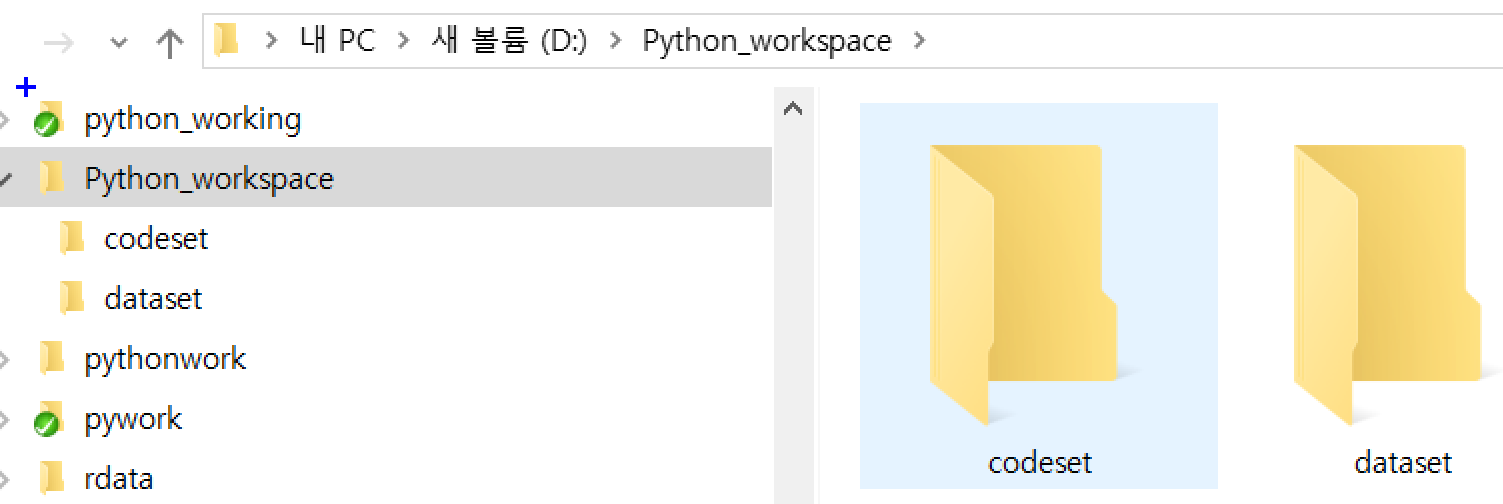 내 PC > 새 볼륨 (D:) > Python_workspace >
python_working
Python_workspace
codeset
dataset
pythonwork
pywork
rdata
codeset
dataset